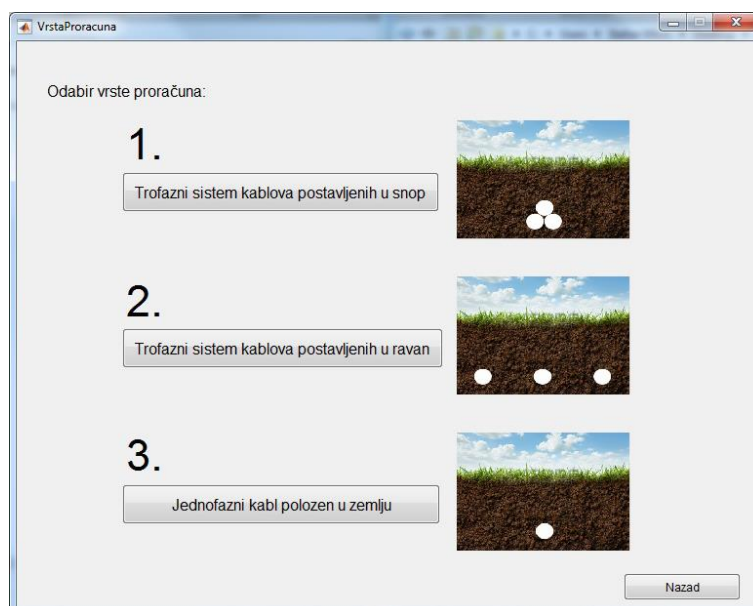 VrstaProracuna
Odabir vrste proračuna:
1.
Trofazni sistem kablova postavljenih u snop
2.
Trofazni sistem kablova postavljenih u ravan
3.
Jednofazni kabl polozen u zemlju
Nazad